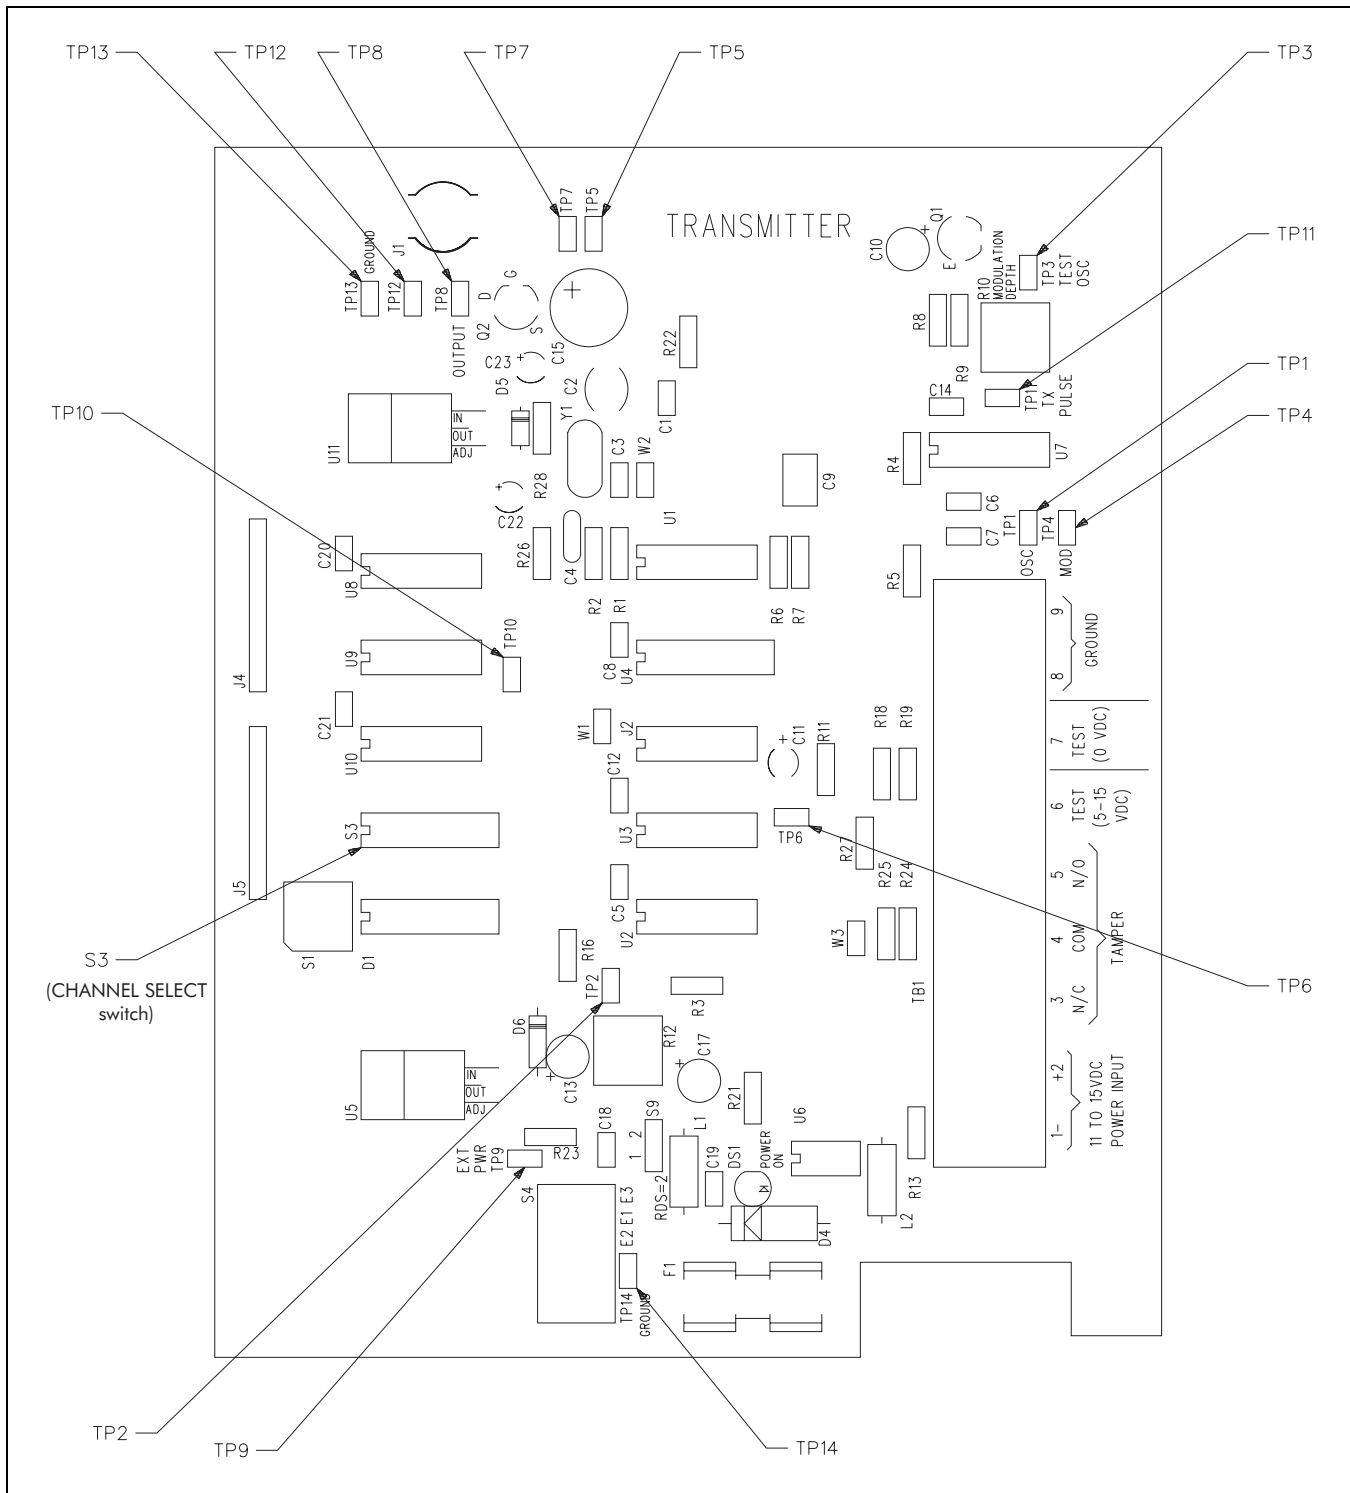 TP13
TP12
TP8
TP7
TP5
TP3
TP11
TP1
TP4
TP10
S3
(CHANNEL SELECT
switch)
TP6
TP2
TP9
TP14
TRANSMITTER
J1
GROUND
TP13
TP12
TP8
OUTPUT
TP7
TP5
D
G
S
Q2
+
C15
C23
+
D5
C2
R22
C1
C10
+
Q1
E
R10
MODULATION
DEPTH
TP3
TEST
OSC
R8
R9
C14
TP11
TX
PULSE
U11
IN
OUT
ADJ
Y1
R28
C3
W2
C9
R4
U7
+
C22
C6
C7
TP1
OSC
TP4
MOD
C20
U8
R26
C4
R2
R1
U1
R6
R7
R5
J4
U9
TP10
C8
U4
9
8
GROUND
C21
U10
W1
J2
C12
+
C11
R11
R18
R19
7
TEST
(0 VDC)
6
TEST
(5-15
VDC)
J5
S3
U3
TP6
R27
R25
R24
5
N/O
4
COM
3
N/C
TAMPER
S1
D1
C5
U2
W3
R16
TP2
R3
TB1
D6
+
C13
R12
+
C17
U5
IN
OUT
ADJ
R21
+2
1-
11 TO 15VDC
POWER INPUT
EXT
PWR
TP9
R23
C18
1 2
S9
L1
RDS=2
C19
DS1
POWER
ON
K
U6
R13
L2
D4
S4
E2 E1 E3
TP14
GROUND
F1